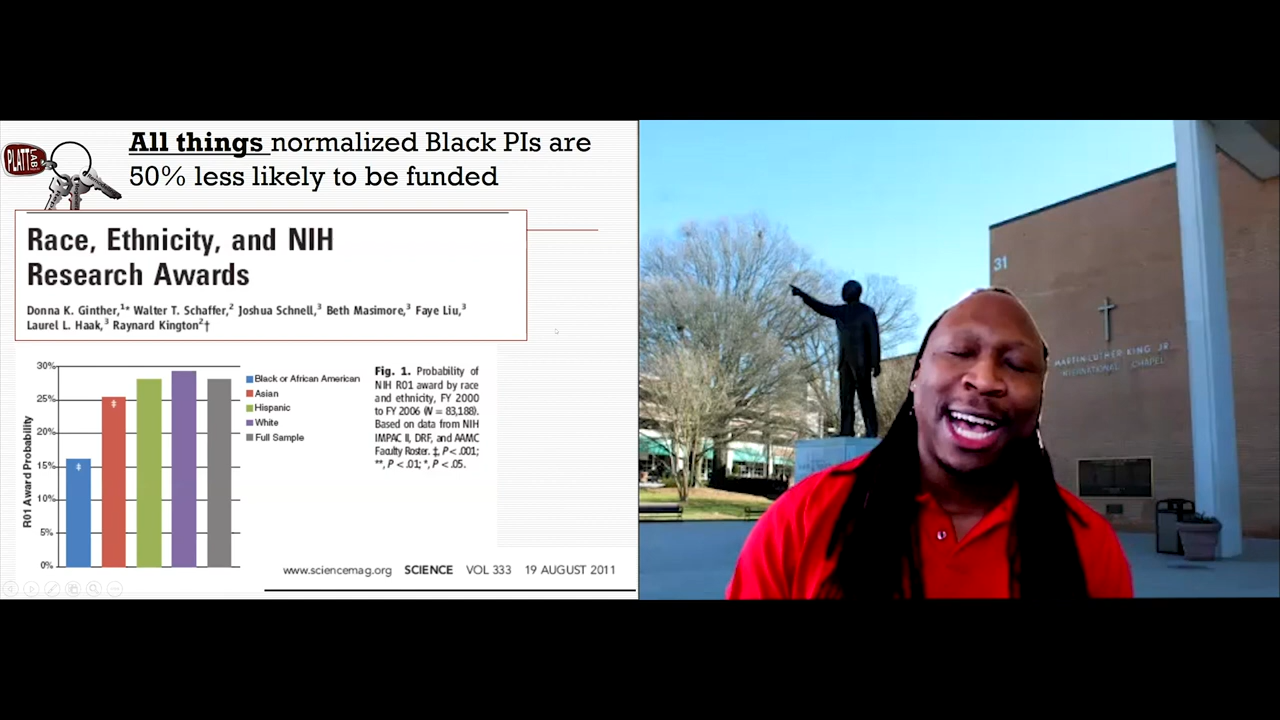 All things normalized Black PIs are
50% less likely to be funded
PLATT
LAB
Race, Ethnicity, and NIH
Research Awards
Donna K. Ginther,¹* Walter T. Schaffer,² Joshua Schnell,³ Beth Masimore,³ Faye Liu,³
Laurel L. Haak,³ Raynard Kington²†
30%
25%
20%
15%
10%
5%
0%
R01 Award Probability
‡
‡
Black or African American
Asian
Hispanic
White
Full Sample
Fig. 1. Probability of
NIH R01 award by race
and ethnicity, FY 2000
to FY 2006 (N = 83,188).
Based on data from NIH
IMPAC II, DRF, and AAMC
Faculty Roster. ‡, P < .001;
**, P < .01; *, P < .05.
www.sciencemag.org SCIENCE VOL 333 19 AUGUST 2011
31
MARTIN LUTHER KING JR.
INTERNATIONAL CHAPEL